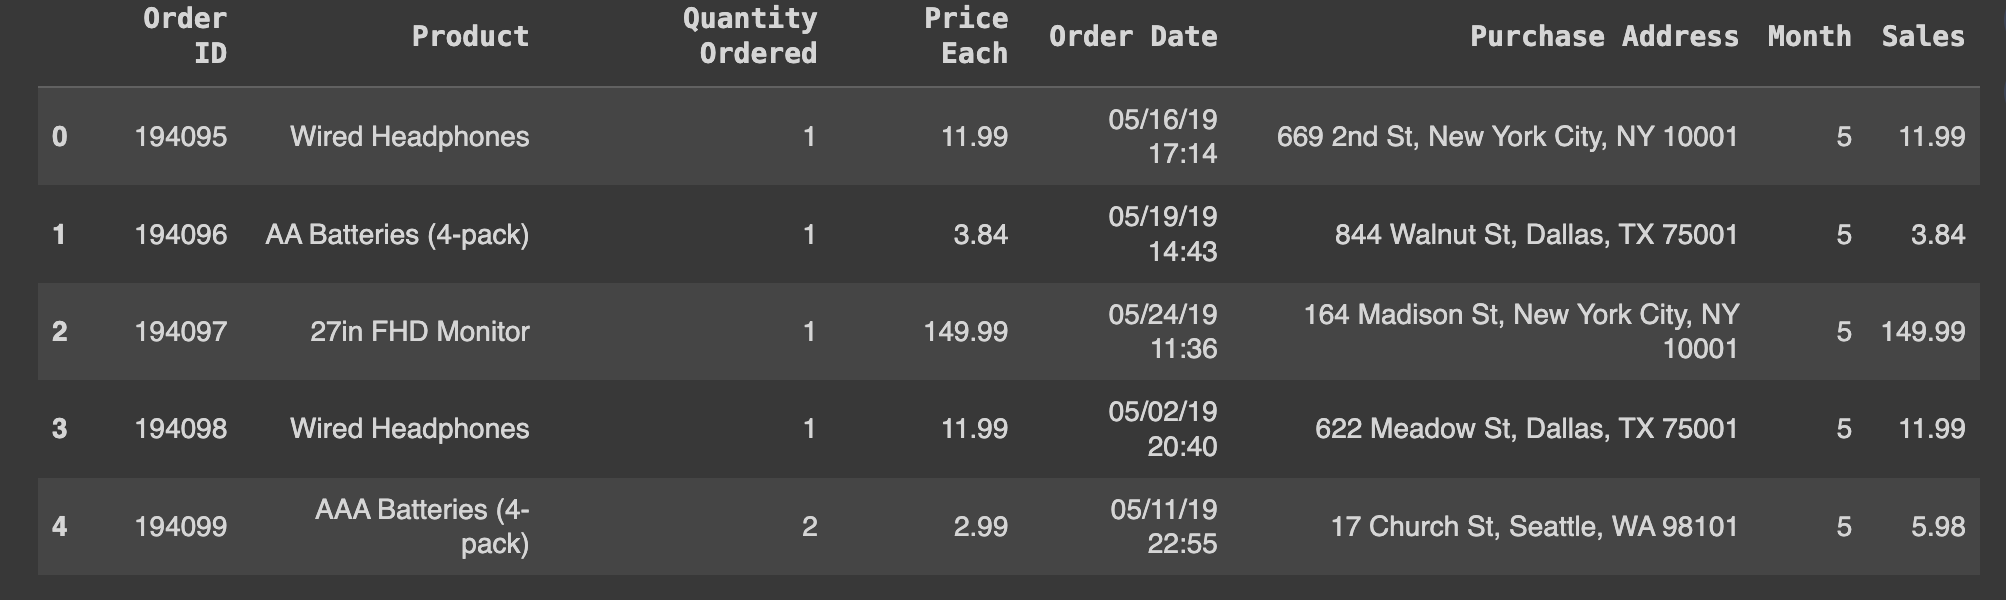 Order ID Product Quantity Ordered Price Each Order Date Purchase Address Month Sales
0 194095 Wired Headphones 1 11.99 05/16/19 17:14 669 2nd St, New York City, NY 10001 5 11.99
1 194096 AA Batteries (4-pack) 1 3.84 05/19/19 14:43 844 Walnut St, Dallas, TX 75001 5 3.84
2 194097 27in FHD Monitor 1 149.99 05/24/19 11:36 164 Madison St, New York City, NY 10001 5 149.99
3 194098 Wired Headphones 1 11.99 05/02/19 20:40 622 Meadow St, Dallas, TX 75001 5 11.99
4 194099 AAA Batteries (4-pack) 2 2.99 05/11/19 22:55 17 Church St, Seattle, WA 98101 5 5.98